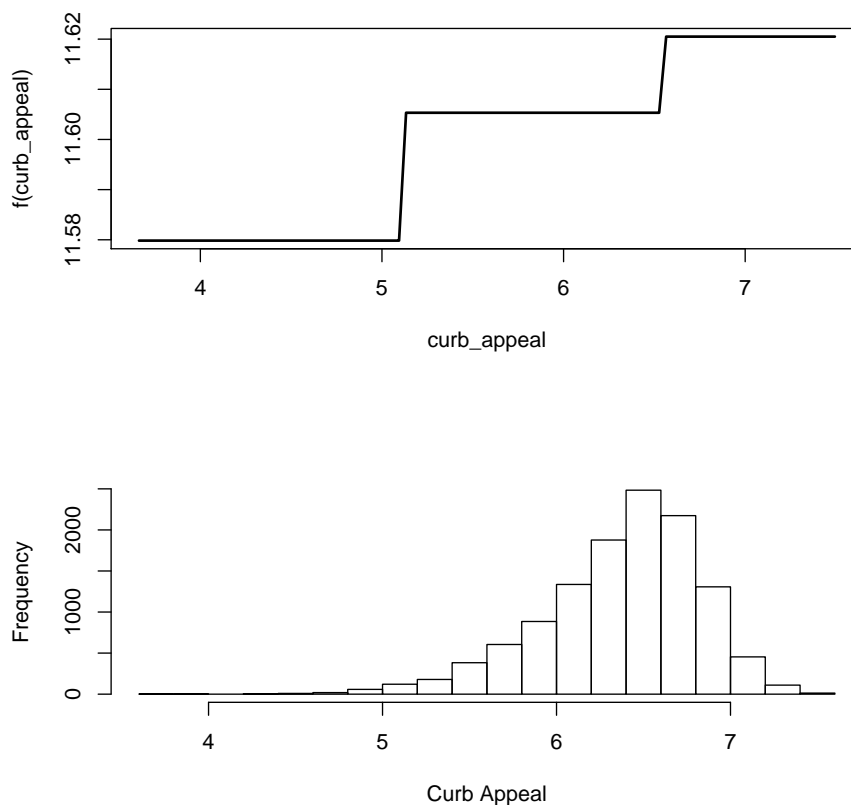 11.62
11.60
11.58
f(curb_appeal)
4 5 6 7
curb_appeal
2000
1000
0
Frequency
4 5 6 7
Curb Appeal